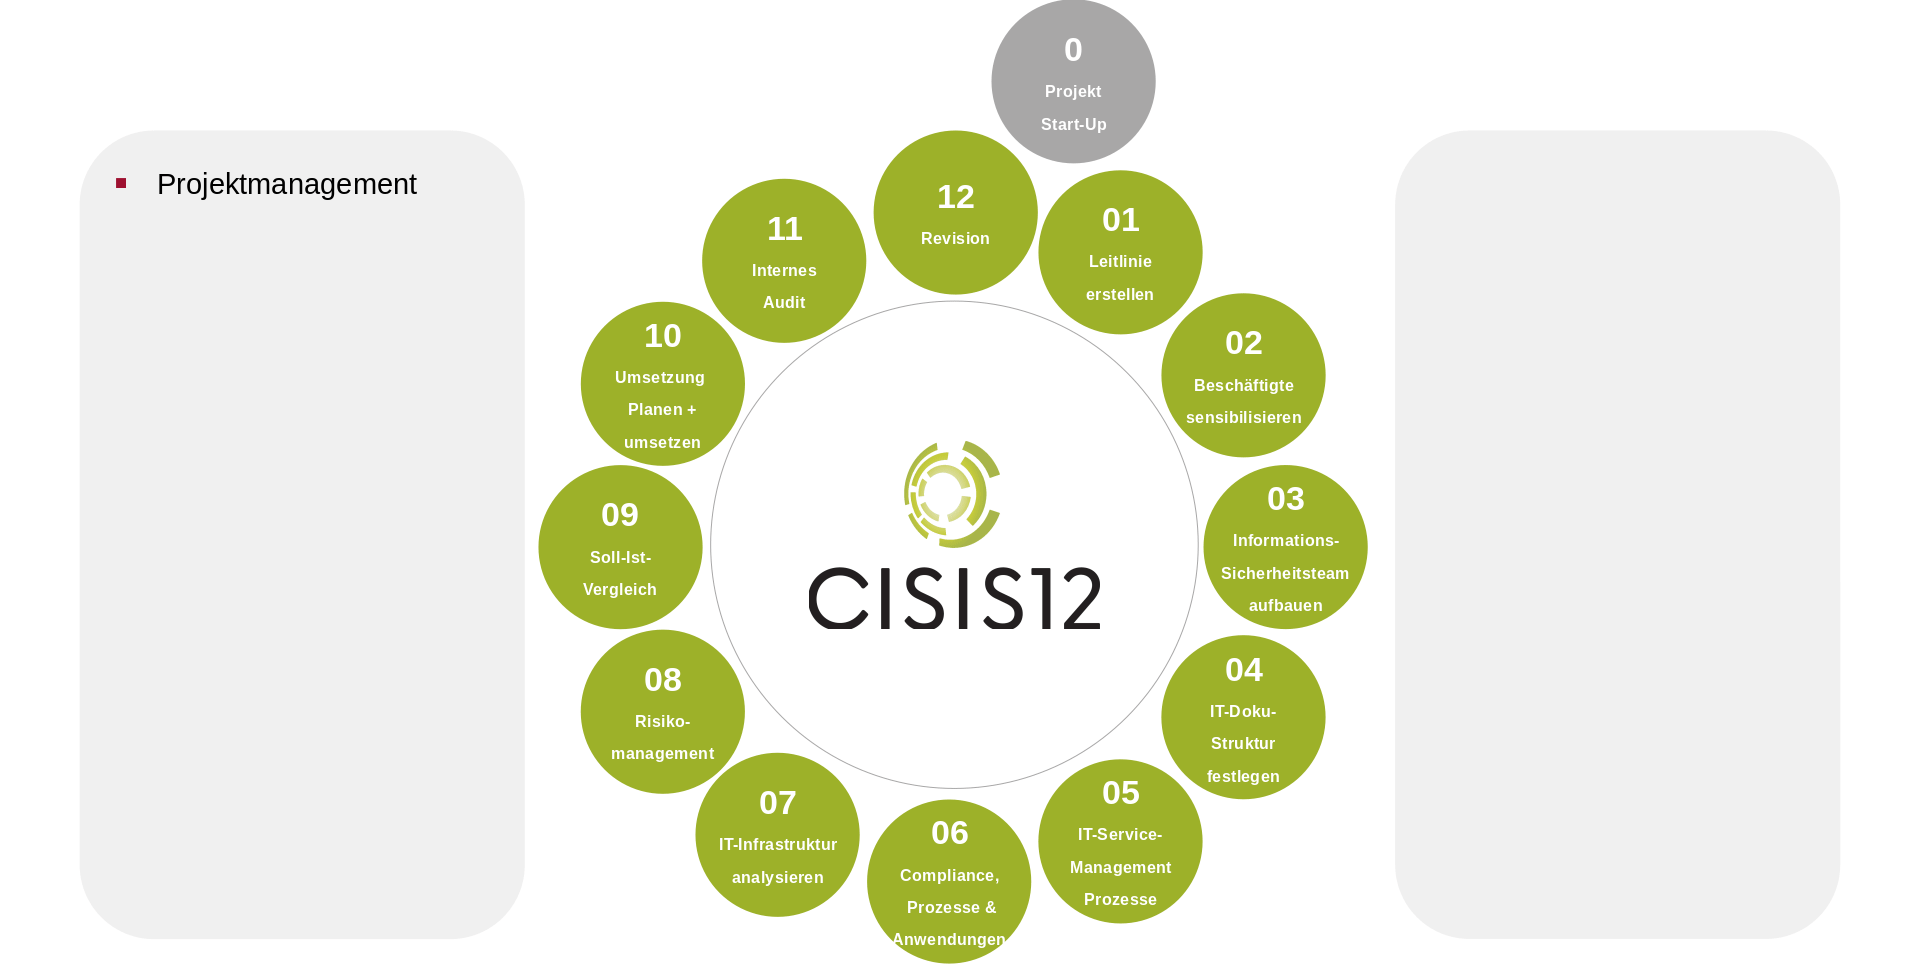 Projektmanagement
0
Projekt
Start-Up
01
Leitlinie
erstellen
02
Beschäftigte
sensibilisieren
03
Informations-
Sicherheitsteam
aufbauen
04
IT-Doku-
Struktur
festlegen
05
IT-Service-
Management
Prozesse
06
Compliance,
Prozesse &
Anwendungen
07
IT-Infrastruktur
analysieren
08
Risiko-
management
09
Soll-Ist-
Vergleich
10
Umsetzung
Planen +
umsetzen
11
Internes
Audit
12
Revision
CISIS12